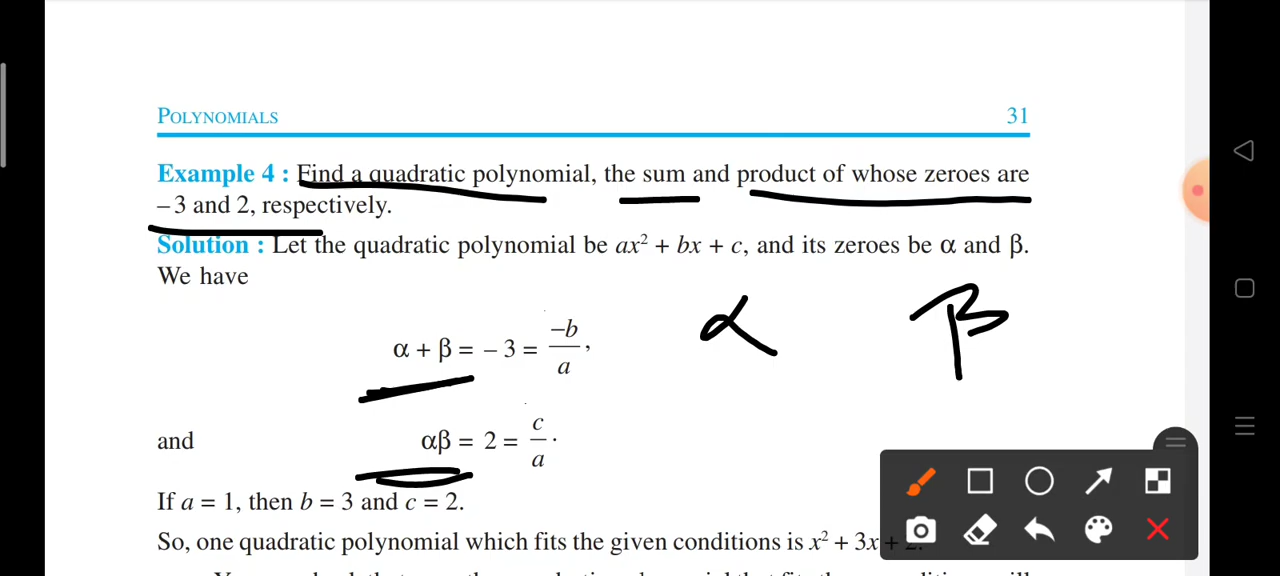 POLYNOMIALS 31
Example 4 : Find a quadratic polynomial, the sum and product of whose zeroes are
– 3 and 2, respectively.
Solution : Let the quadratic polynomial be ax² + bx + c, and its zeroes be α and β.
We have
α + β = – 3 = –b/a,
α β
and αβ = 2 = c/a.
If a = 1, then b = 3 and c = 2.
So, one quadratic polynomial which fits the given conditions is x² + 3x + 2.